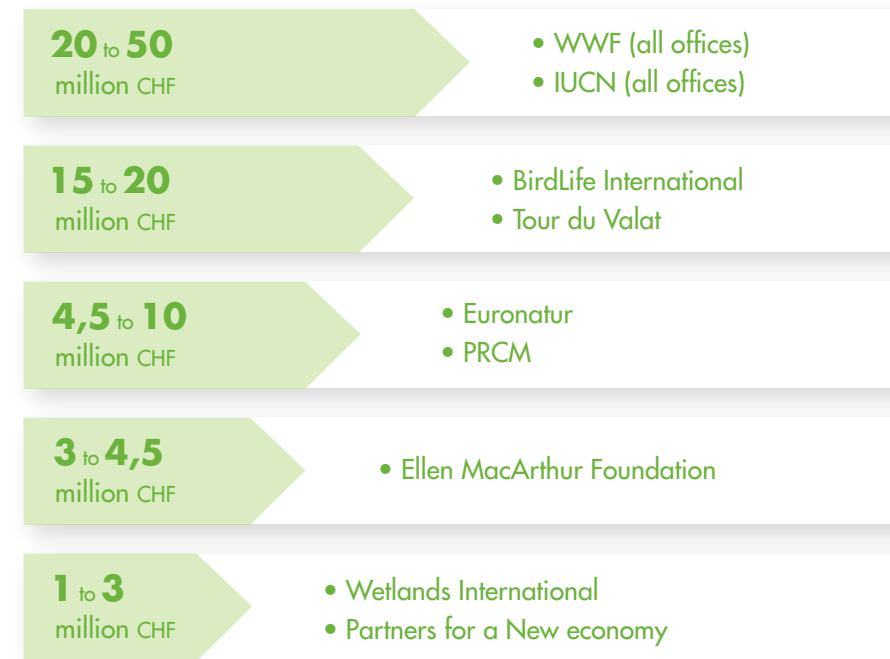 20 to 50
million CHF
• WWF (all offices)
• IUCN (all offices)
15 to 20
million CHF
• BirdLife International
• Tour du Valat
4,5 to 10
million CHF
• Euronatur
• PRCM
3 to 4,5
million CHF
• Ellen MacArthur Foundation
1 to 3
million CHF
• Wetlands International
• Partners for a New economy